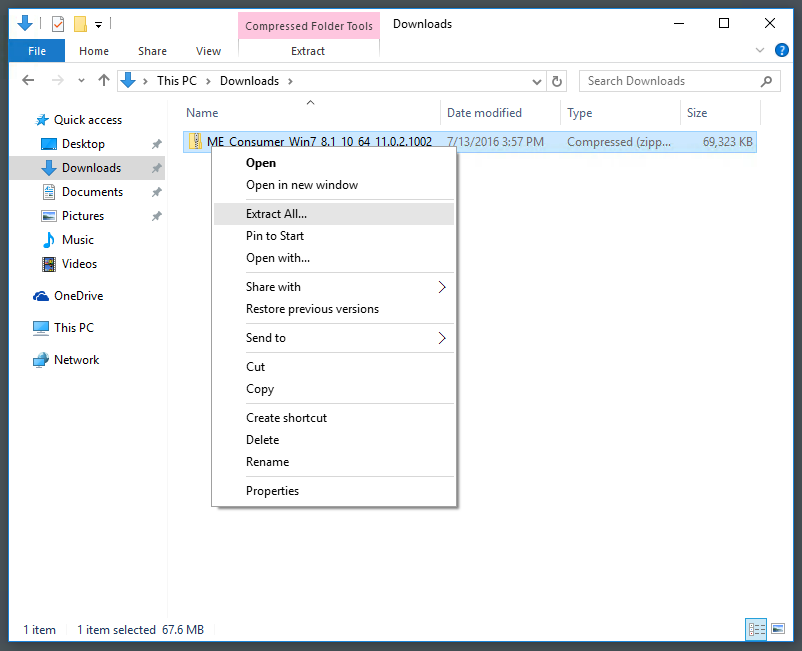 Compressed Folder Tools
Downloads
File
Home
Share
View
Extract
This PC
Downloads
Search Downloads
Name
Date modified
Type
Size
Quick access
Desktop
Downloads
Documents
Pictures
Music
Videos
OneDrive
This PC
Network
ME_Consumer_Win7_8.1_10_64_11.0.2.1002
7/13/2016 3:57 PM
Compressed (zipp...
69,323 KB
Open
Open in new window
Extract All...
Pin to Start
Open with...
Share with
Restore previous versions
Send to
Cut
Copy
Create shortcut
Delete
Rename
Properties
1 item
1 item selected 67.6 MB